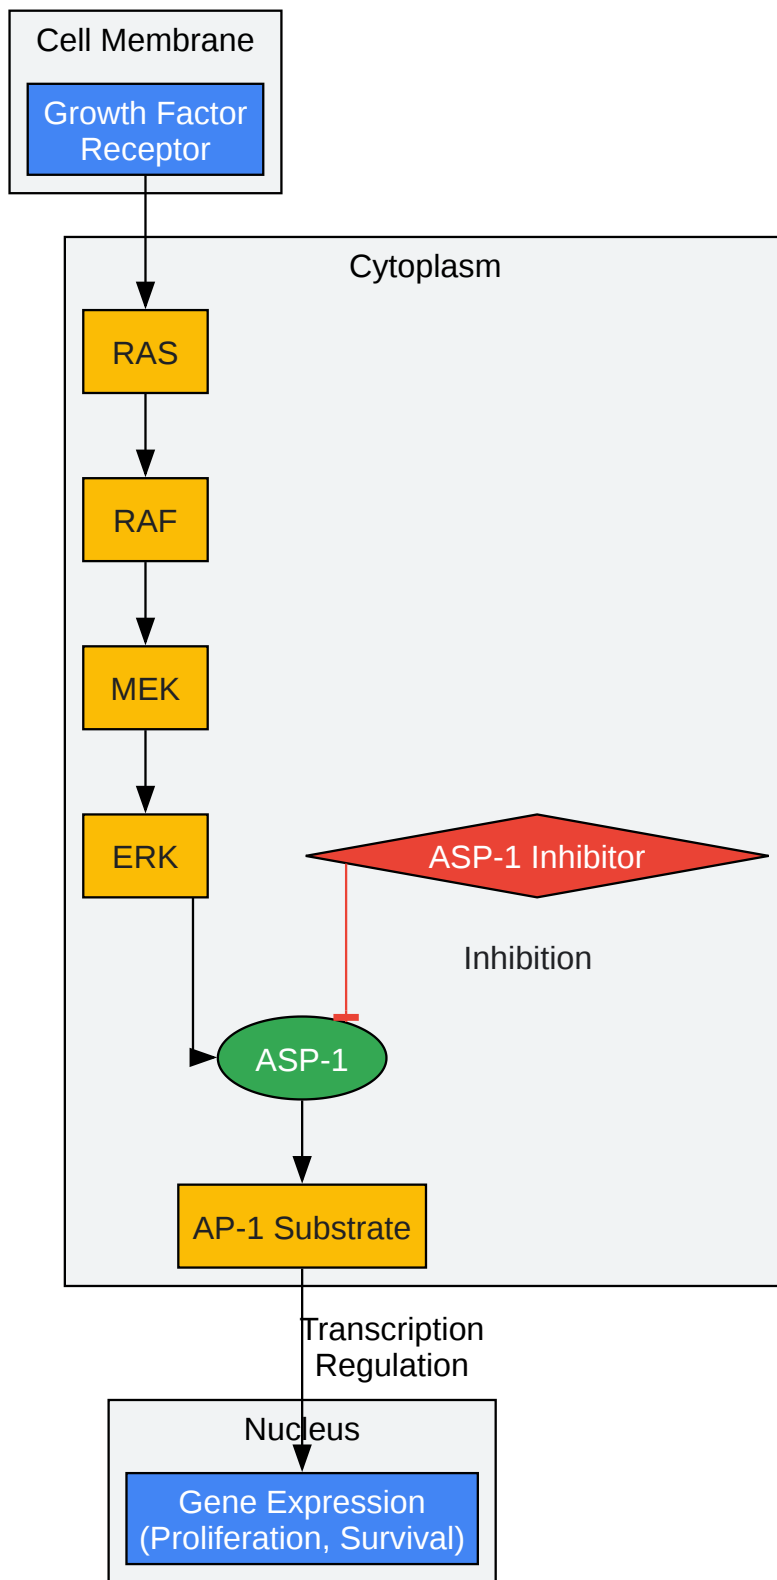 Cell Membrane
Growth Factor
Receptor
Cytoplasm
RAS
RAF
MEK
ERK
ASP-1 Inhibitor
Inhibition
ASP-1
AP-1 Substrate
Transcription
Regulation
Nucleus
Gene Expression
(Proliferation, Survival)